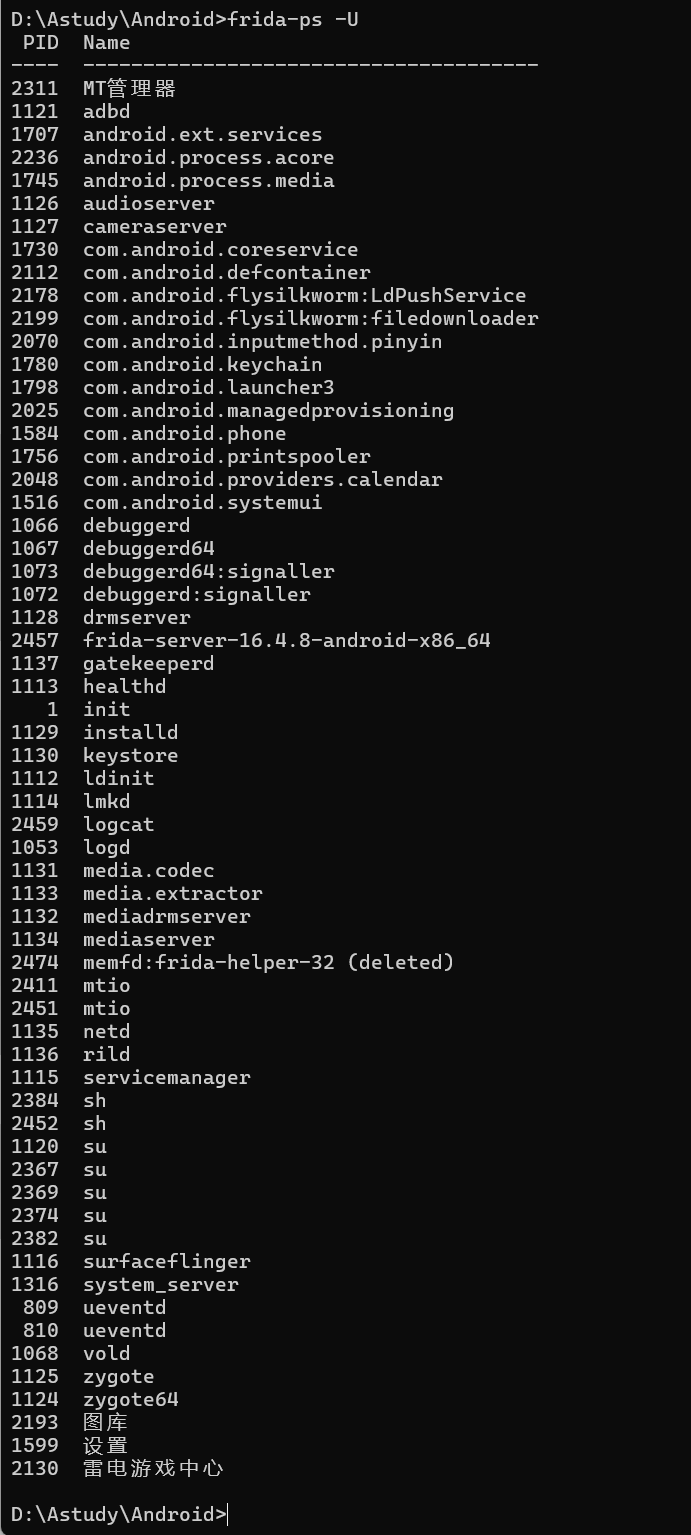 D:\Astudy\Android>frida-ps -U
 PID  Name
----  --------------------------------------
2311  MT管理器
1121  adbd
1707  android.ext.services
2236  android.process.acore
1745  android.process.media
1126  audioserver
1127  cameraserver
1730  com.android.coreservice
2112  com.android.defcontainer
2178  com.android.flysilkworm:LdPushService
2199  com.android.flysilkworm:filedownloader
2070  com.android.inputmethod.pinyin
1780  com.android.keychain
1798  com.android.launcher3
2025  com.android.managedprovisioning
1584  com.android.phone
1756  com.android.printspooler
2048  com.android.providers.calendar
1516  com.android.systemui
1066  debuggerd
1067  debuggerd64
1073  debuggerd64:signaller
1072  debuggerd:signaller
1128  drmserver
2457  frida-server-16.4.8-android-x86_64
1137  gatekeeperd
1113  healthd
   1  init
1129  installd
1130  keystore
1112  ldinit
1114  lmkd
2459  logcat
1053  logd
1131  media.codec
1133  media.extractor
1132  mediadrmserver
1134  mediaserver
2474  memfd:frida-helper-32 (deleted)
2411  mtio
2451  mtio
1135  netd
1136  rild
1115  servicemanager
2384  sh
2452  sh
1120  su
2367  su
2369  su
2374  su
2382  su
1116  surfaceflinger
1316  system_server
 809  ueventd
 810  ueventd
1068  vold
1125  zygote
1124  zygote64
2193  图库
1599  设置
2130  雷电游戏中心
D:\Astudy\Android>